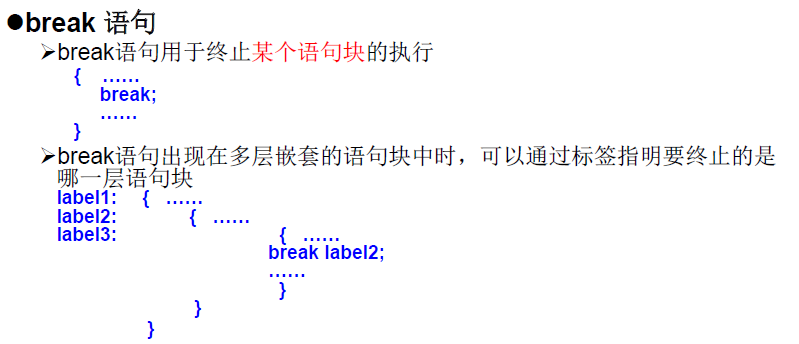 ●break 语句
➢break语句用于终止某个语句块的执行
{ ……
break;
……
}
➢break语句出现在多层嵌套的语句块中时，可以通过标签指明要终止的是
哪一层语句块
label1: { ……
label2: { ……
label3: { ……
break label2;
……
}
}
}